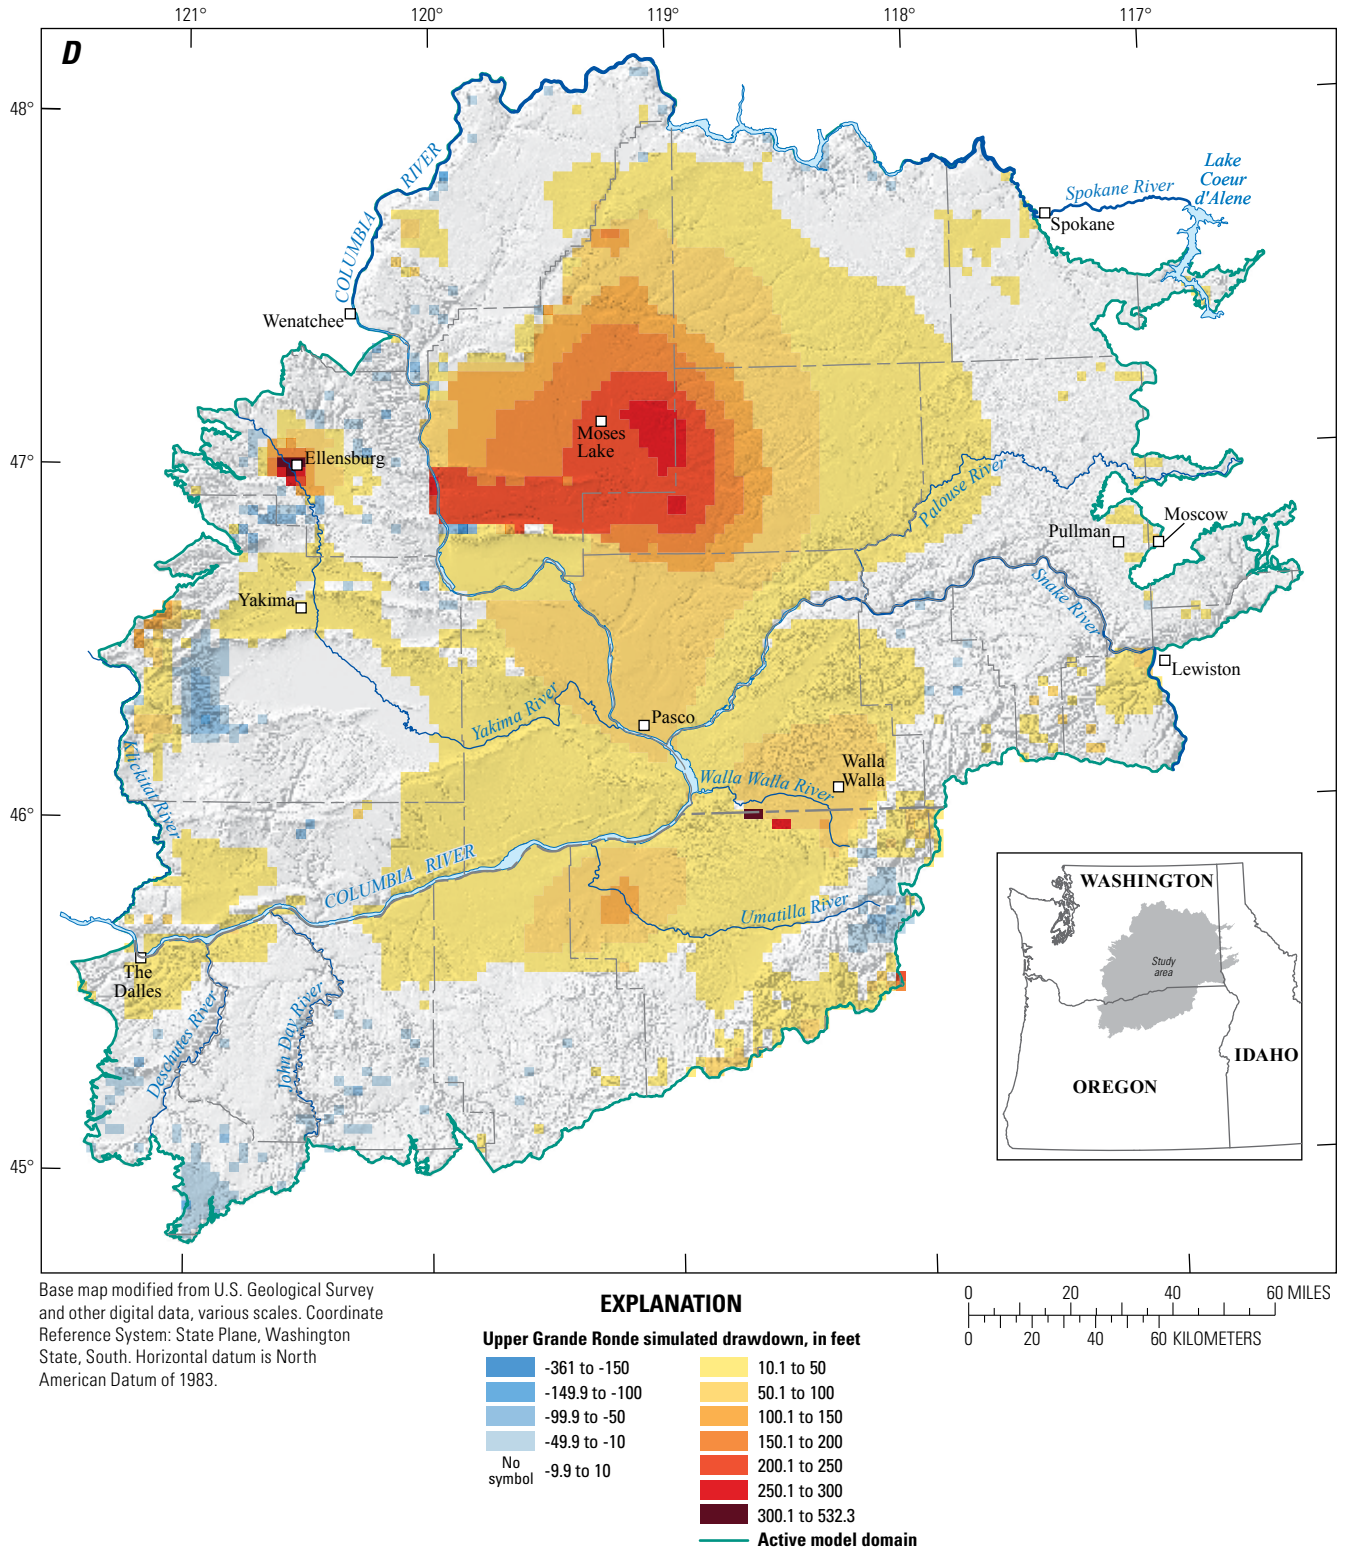 121°
120°
119°
118°
117°
D
48°
47°
46°
45°
COLUMBIA RIVER
Lake
Coeur
d'Alene
Spokane River
Spokane
Wenatchee
Moses
Lake
Ellensburg
Palouse River
Pullman
Moscow
Yakima
Snake River
Lewiston
Yakima River
Pasco
Klickitat River
Walla
Walla
Walla Walla River
COLUMBIA RIVER
Umatilla River
The
Dalles
Deschutes River
John Day River
WASHINGTON
Study
area
IDAHO
OREGON
Base map modified from U.S. Geological Survey
and other digital data, various scales. Coordinate
Reference System: State Plane, Washington
State, South. Horizontal datum is North
American Datum of 1983.
EXPLANATION
Upper Grande Ronde simulated drawdown, in feet
-361 to -150
-149.9 to -100
-99.9 to -50
-49.9 to -10
No
symbol
-9.9 to 10
10.1 to 50
50.1 to 100
100.1 to 150
150.1 to 200
200.1 to 250
250.1 to 300
300.1 to 532.3
Active model domain
0 20 40 60 MILES
0 20 40 60 KILOMETERS